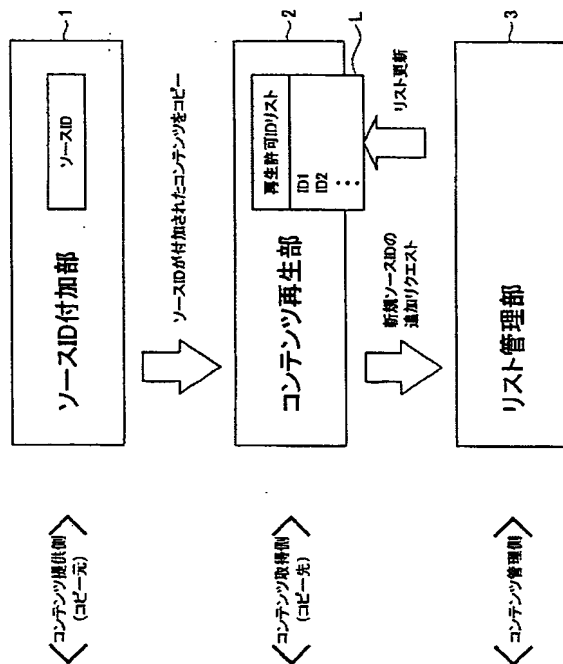 〈コンテンツ提供側
(コピー元)〉
ソースID付加部
ソースID
1
ソースIDが付加されたコンテンツをコピー
〈コンテンツ取得側
(コピー先)〉
コンテンツ再生部
再生許可IDリスト
ID1
ID2
⋮
2
L
新規ソースIDの
追加リクエスト
リスト更新
〈コンテンツ管理側〉
リスト管理部
3